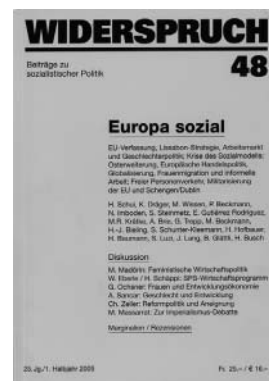 WIDERSPRUCH
Beiträge zu
sozialistischer Politik
48
Europa sozial
EU-Verfassung, Lissabon-Strategie, Arbeitsmarkt
und Geschlechterpolitik; Krise des Sozialmodells;
Osterweiterung, Europäische Handelspolitik,
Globalisierung, Frauenmigration und informelle
Arbeit; Freier Personenverkehr, Militarisierung
der EU und Schengen/Dublin
H. Schui, K. Dräger, M. Wissen, P. Beckmann,
N. Imboden, S. Steinmetz, E. Gutiérrez Rodríguez,
M.R. Krätke, A. Brie, G. Trepp, M. Beckmann,
H.-J. Bieling, S. Schunter-Kleemann, H. Hofbauer,
H. Baumann, S. Luzi, J. Lang, B. Glättli, H. Busch
Diskussion
M. Madörin: Feministische Wirtschaftspolitik
W. Eberle / H. Schäppi: SPS-Wirtschaftsprogramm
G. Ochsner: Frauen und Entwicklungsökonomie
A. Sancar: Geschlecht und Entwicklung
Ch. Zeller: Reformpolitik und Aneignung
M. Massarrat: Zur Imperialismus-Debatte
Marginalien / Rezensionen
25. Jg./1. Halbjahr 2005
Fr. 25.– / € 16.–